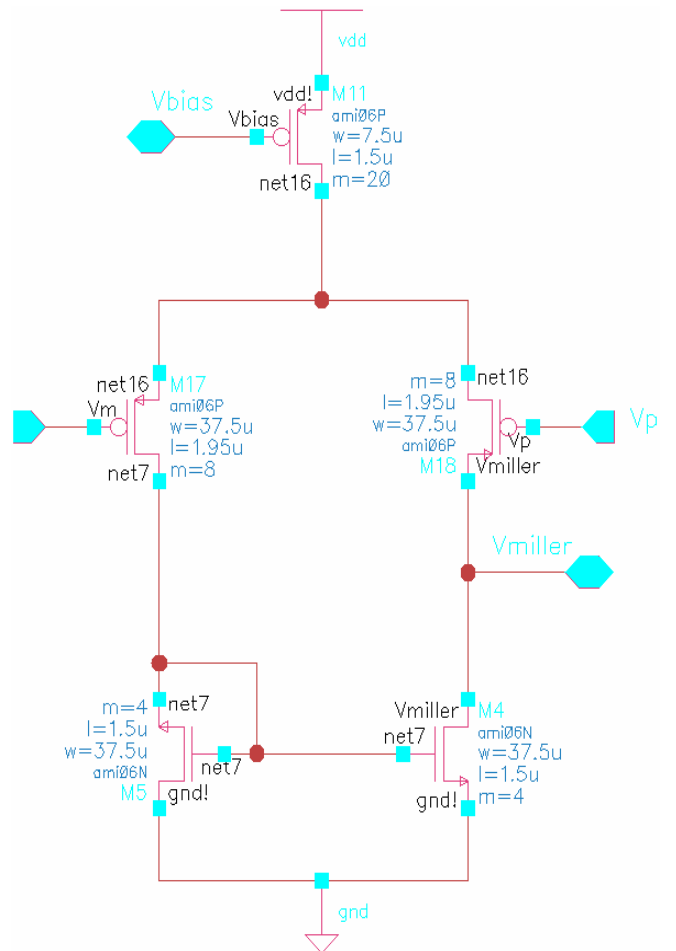 vdd
Vbias
vdd!
M11
Vbias
ami06P
w=7.5u
l=1.5u
net16
m=20
net16
M17
Vm
ami06P
w=37.5u
l=1.95u
net7
m=8
m=8
net16
l=1.95u
w=37.5u
Vp
ami06P
M18
Vmiller
Vp
Vmiller
m=4
net7
l=1.5u
w=37.5u
ami06N
net7
M5
gnd!
Vmiller
M4
ami06N
net7
w=37.5u
l=1.5u
gnd!
m=4
gnd